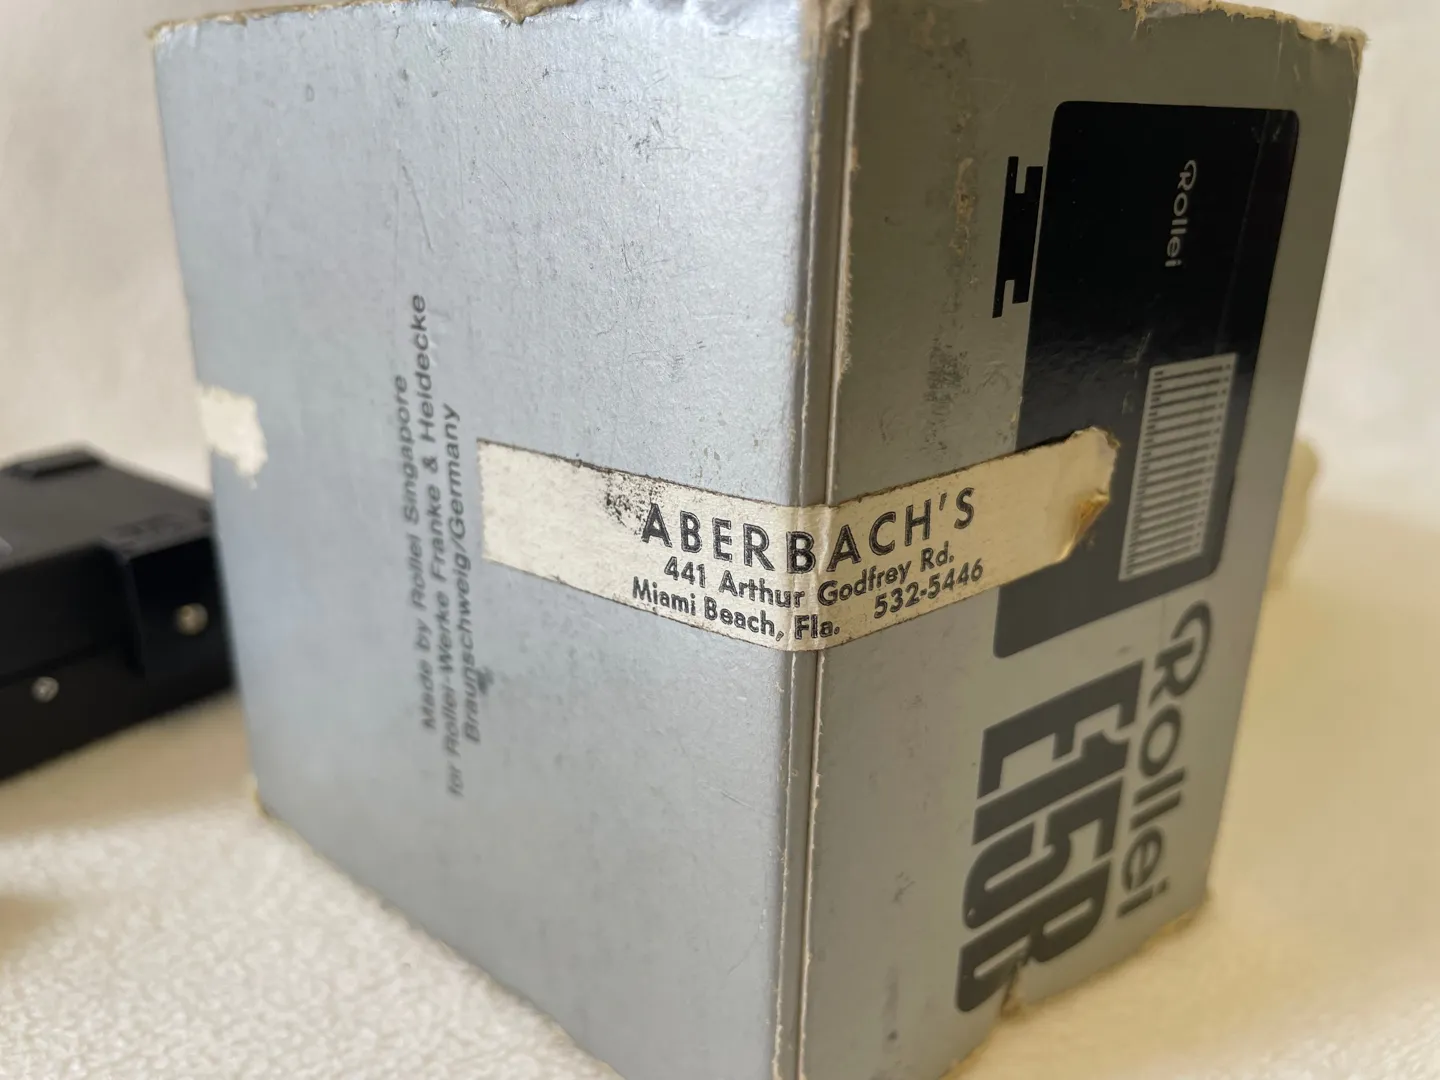 Made by Rollei Singapore
for Rollei-Werke Franke & Heidecke
Braunschweig/Germany
ABERBACH'S
441 Arthur Godfrey Rd.
Miami Beach, Fla. 532-5446
Rollei
Rollei
E15B